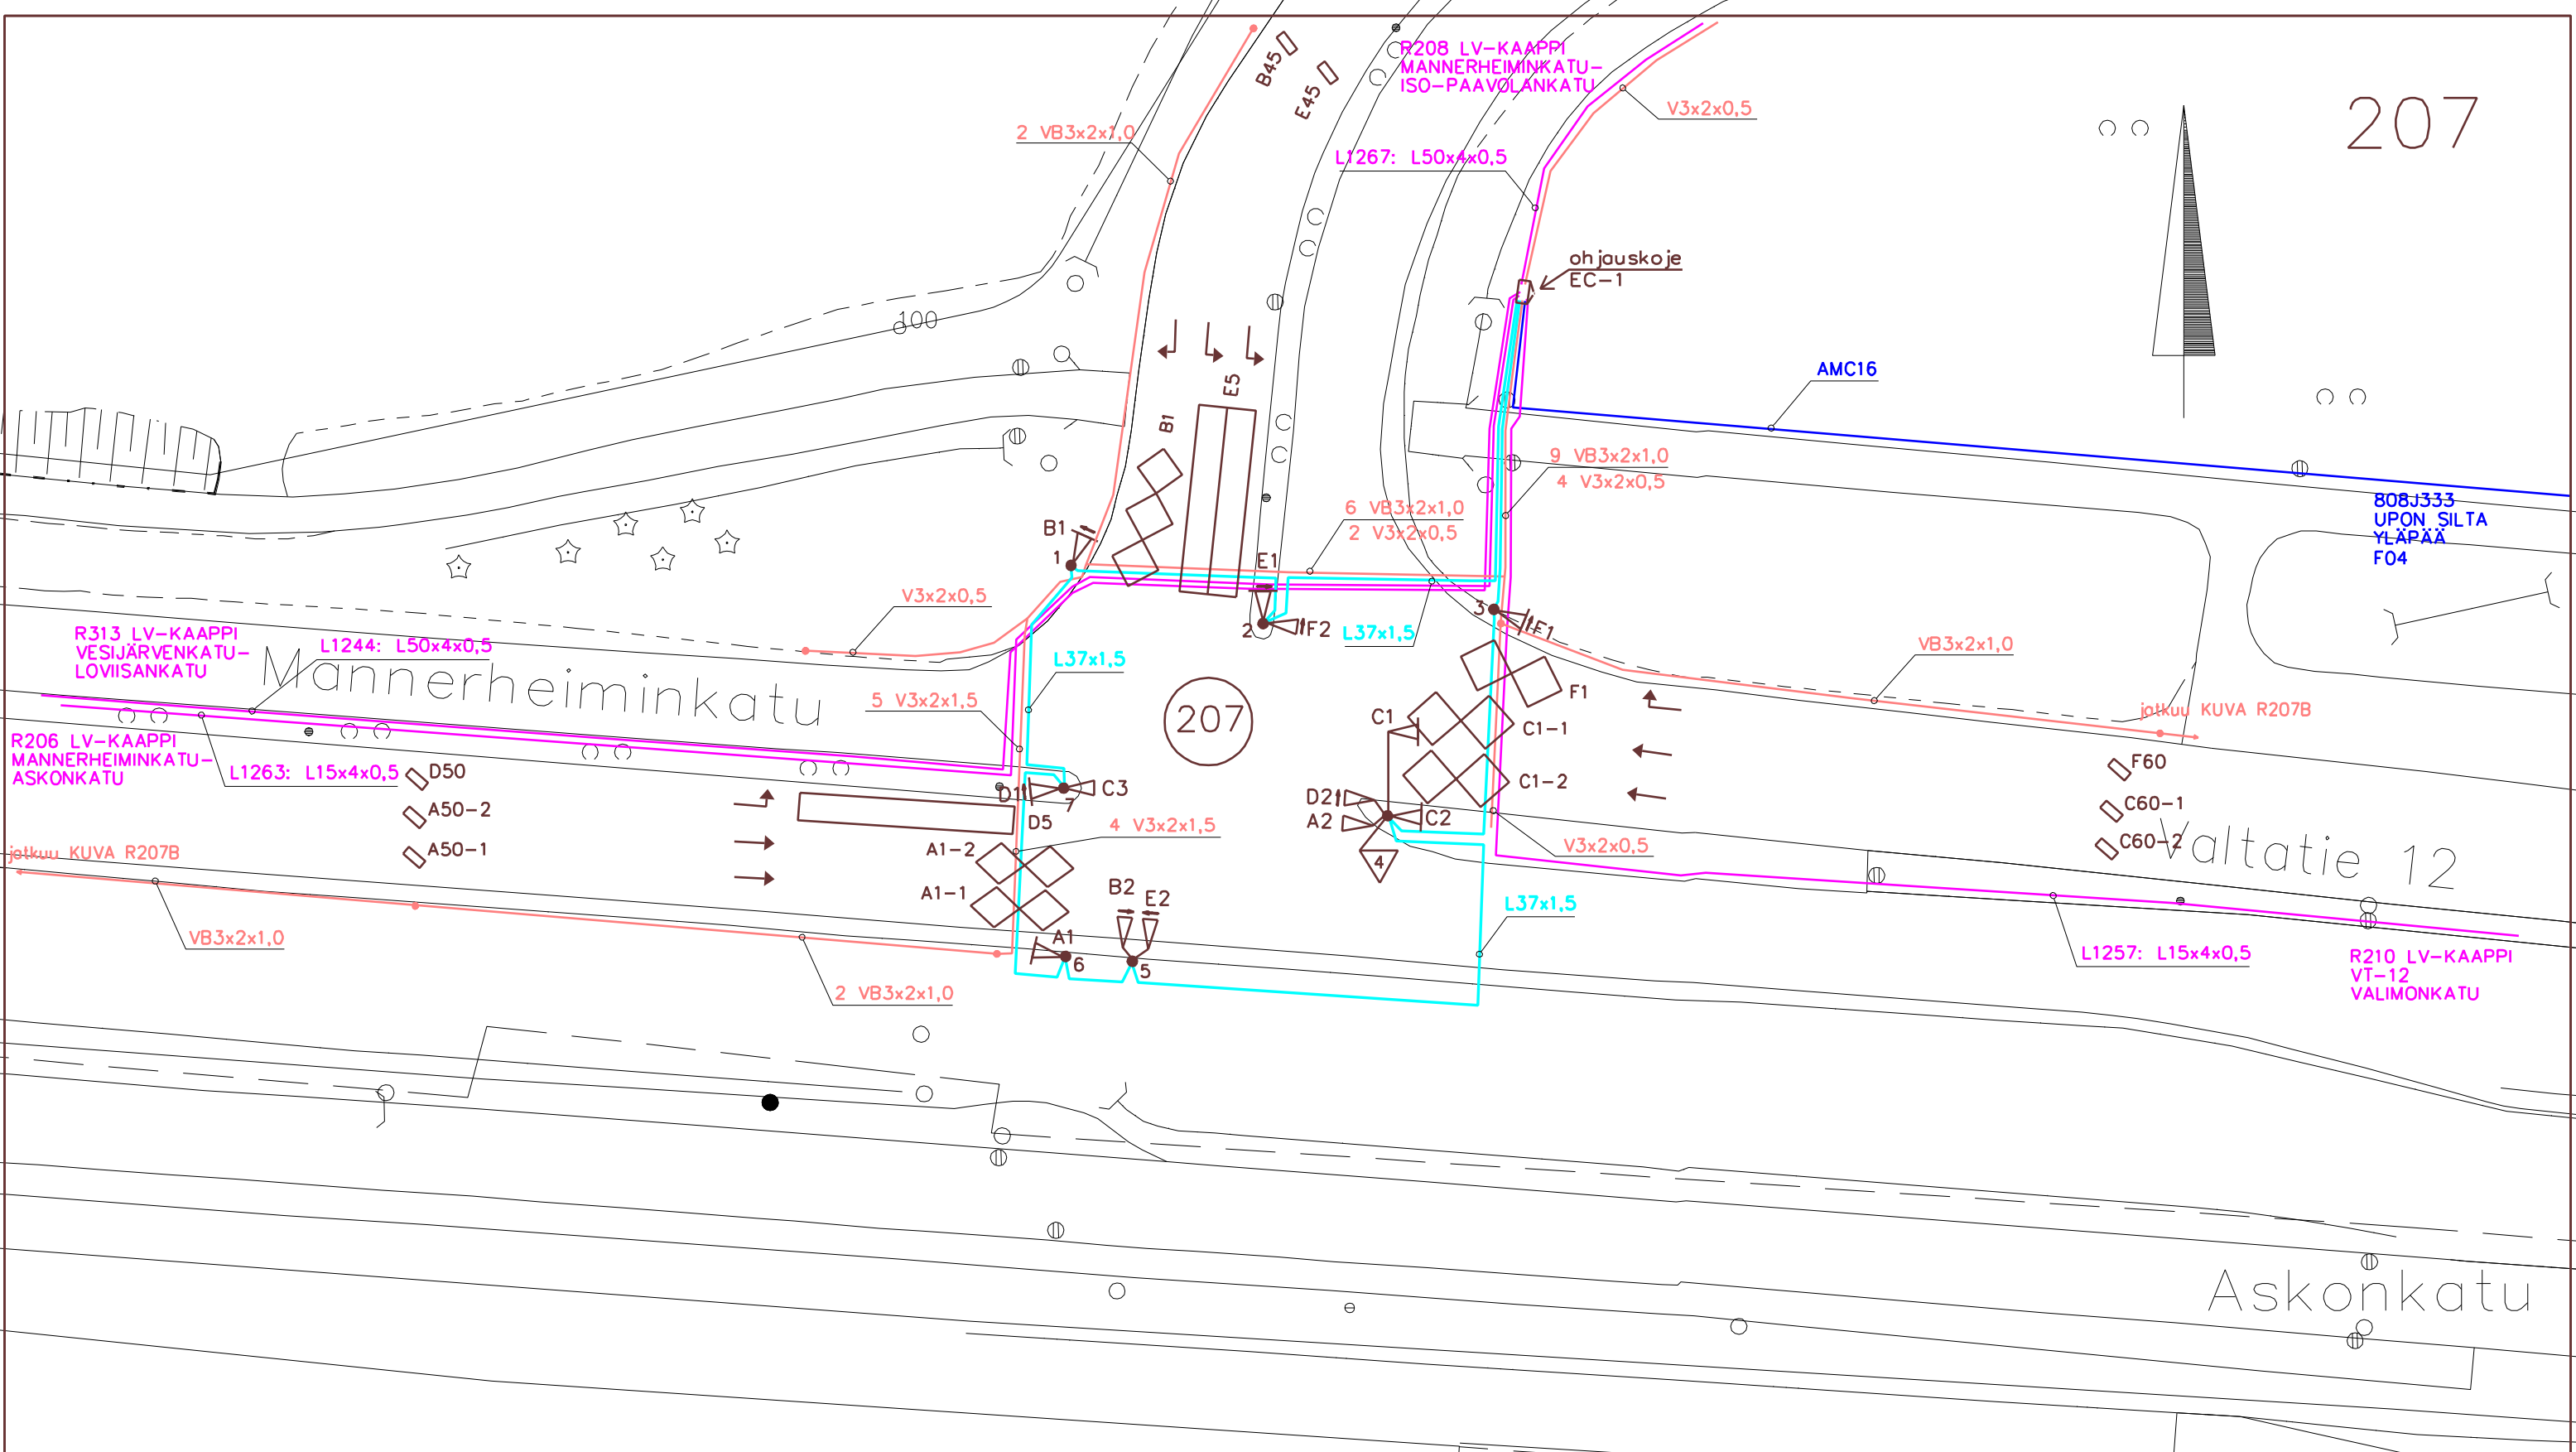 207
B45
E45
R208 LV-KAAPPI
MANNERHEIMINKATU-
ISO-PAAVOLANKATU
V3x2x0,5
2 VB3x2x1,0
L1267: L50x4x0,5
ohjauskoje
EC-1
100
AMC16
E5
B1
9 VB3x2x1,0
4 V3x2x0,5
808J333
UPON SILTA
YLÄPÄÄ
F04
6 VB3x2x1,0
2 V3x2x0,5
B1
1
E1
V3x2x0,5
2
F2
3
F1
L37x1,5
R313 LV-KAAPPI
VESIJÄRVENKATU-
LOVIISANKATU
L1244: L50x4x0,5
Mannerheiminkatu
L37x1,5
VB3x2x1,0
5 V3x2x1,5
207
F1
C1
C1-1
jatkuu KUVA R207B
R206 LV-KAAPPI
MANNERHEIMINKATU-
ASKONKATU
L1263: L15x4x0,5
D50
A50-2
A50-1
D1
C3
7
D5
C1-2
D2
A2
C2
4
F60
C60-1
C60-2
Valtatie 12
4 V3x2x1,5
V3x2x0,5
jatkuu KUVA R207B
A1-2
A1-1
B2
E2
L37x1,5
VB3x2x1,0
A1
6
5
L1257: L15x4x0,5
R210 LV-KAAPPI
VT-12
VALIMONKATU
2 VB3x2x1,0
Askonkatu